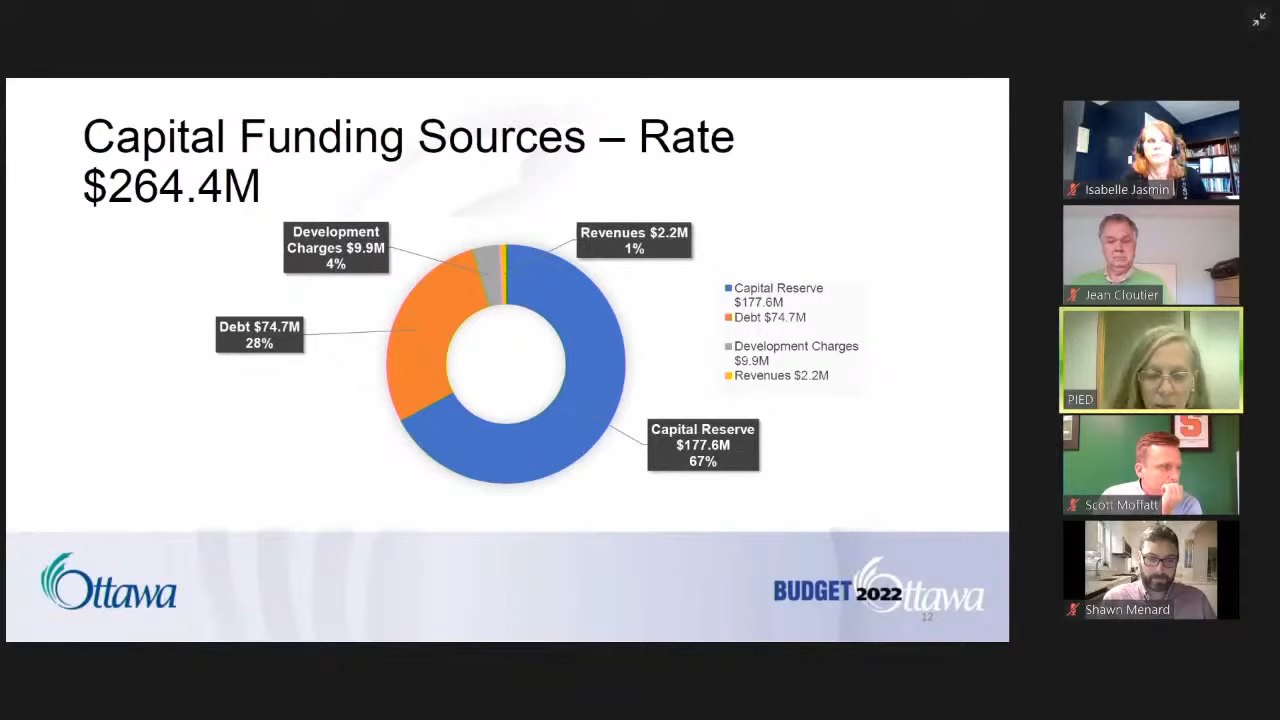 Capital Funding Sources – Rate
$264.4M
Development
Charges $9.9M
4%
Revenues $2.2M
1%
Debt $74.7M
28%
Capital Reserve
$177.6M
67%
Capital Reserve
$177.6M
Debt $74.7M
Development Charges
$9.9M
Revenues $2.2M
Ottawa
BUDGET 2022 Ottawa
12
Isabelle Jasmin
Jean Cloutier
PIED
S
Scott Moffatt
Shawn Menard